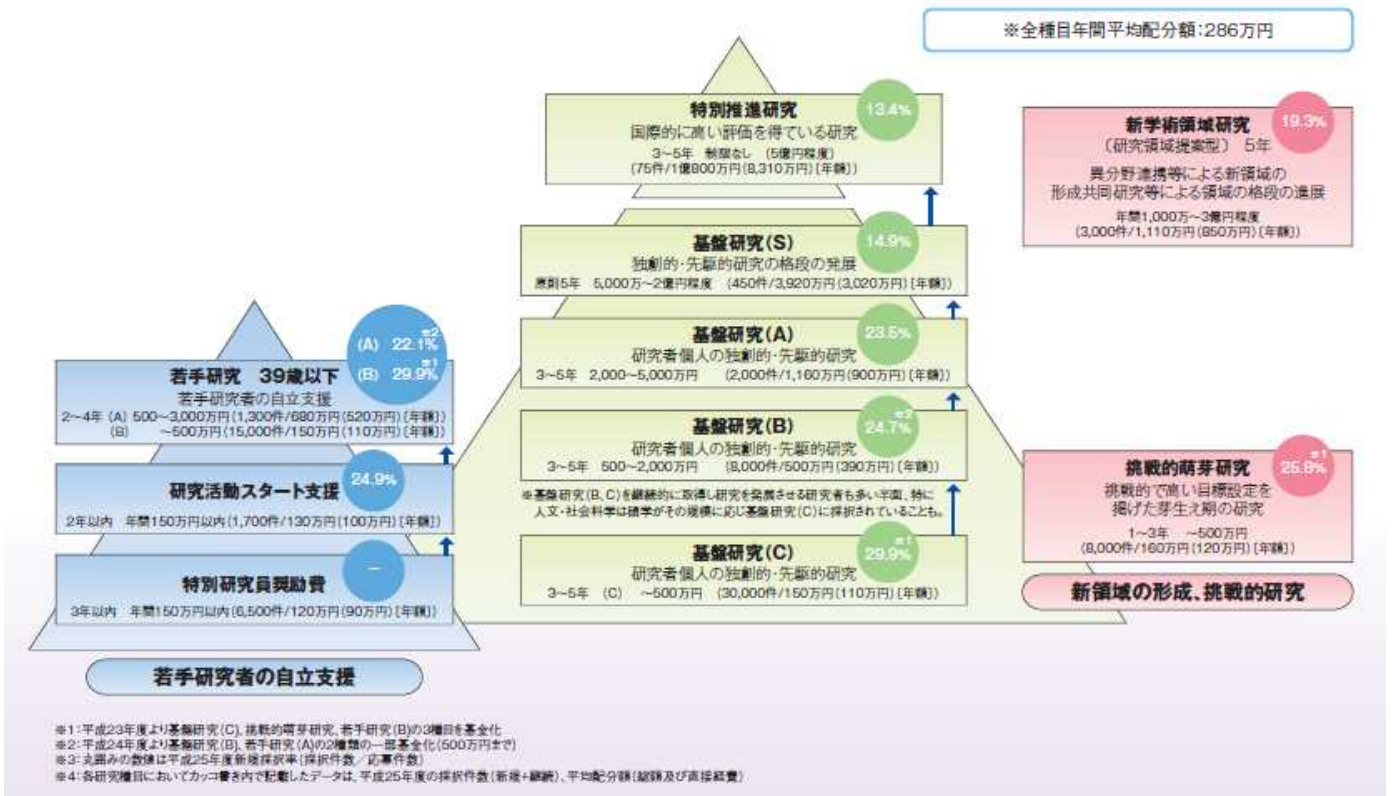 ※全種目年間平均配分額:286万円
特別推進研究
13.4%
国際的に高い評価を得ている研究
3～5年 制限なし (5億円程度)
(75件/1億800万円(8,310万円)[年額])
新学術領域研究
19.3%
(研究領域提案型) 5年
異分野連携等による新領域の
形成共同研究等による領域の格段の進展
年間1,000万～3億円程度
(3,000件/1,110万円(850万円)[年額])
基盤研究(S)
14.9%
独創的・先駆的研究の格段の発展
原則5年 5,000万～2億円程度 (450件/3,920万円(3,020万円)[年額])
基盤研究(A)
23.5%
研究者個人の独創的・先駆的研究
3～5年 2,000～5,000万円 (2,000件/1,160万円(900万円)[年額])
※2
(A) 22.1%
※1
(B) 29.9%
若手研究 39歳以下
若手研究者の自立支援
2～4年 (A) 500～3,000万円(1,300件/680万円(520万円)[年額])
(B) ～500万円(15,000件/150万円(110万円)[年額])
基盤研究(B)
※2
24.7%
研究者個人の独創的・先駆的研究
3～5年 500～2,000万円 (8,000件/500万円(390万円)[年額])
※基盤研究(B,C)を継続的に取得し研究を発展させる研究者も多い半面、特に
人文・社会科学は碩学がその規模に応じ基盤研究(C)に採択されていることも。
研究活動スタート支援
24.9%
2年以内 年間150万円以内(1,700件/130万円(100万円)[年額])
挑戦的萌芽研究
※1
25.8%
挑戦的で高い目標設定を
掲げた芽生え期の研究
1～3年 ～500万円
(8,000件/160万円(120万円)[年額])
基盤研究(C)
※1
29.9%
研究者個人の独創的・先駆的研究
3～5年 (C) ～500万円 (30,000件/150万円(110万円)[年額])
特別研究員奨励費
－
3年以内 年間150万円以内(6,500件/120万円(90万円)[年額])
新領域の形成、挑戦的研究
若手研究者の自立支援
※1:平成23年度より基盤研究(C)、挑戦的萌芽研究、若手研究(B)の3種目を基金化
※2:平成24年度より基盤研究(B)、若手研究(A)の2種類の一部基金化(500万円まで)
※3:丸囲みの数値は平成25年度新規採択率(採択件数／応募件数)
※4:各研究種目においてカッコ書き内で記載したデータは、平成25年度の採択件数(新規+継続)、平均配分額(総額及び直接経費)